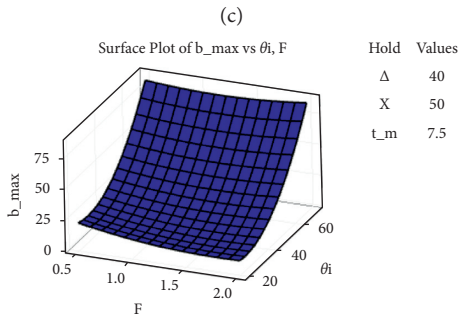 (c)
Surface Plot of b_max vs θi, F
Hold Values
Δ 40
X 50
t_m 7.5
b_max
75
50
25
0
0.5
1.0
1.5
2.0
F
20
40
60
θi